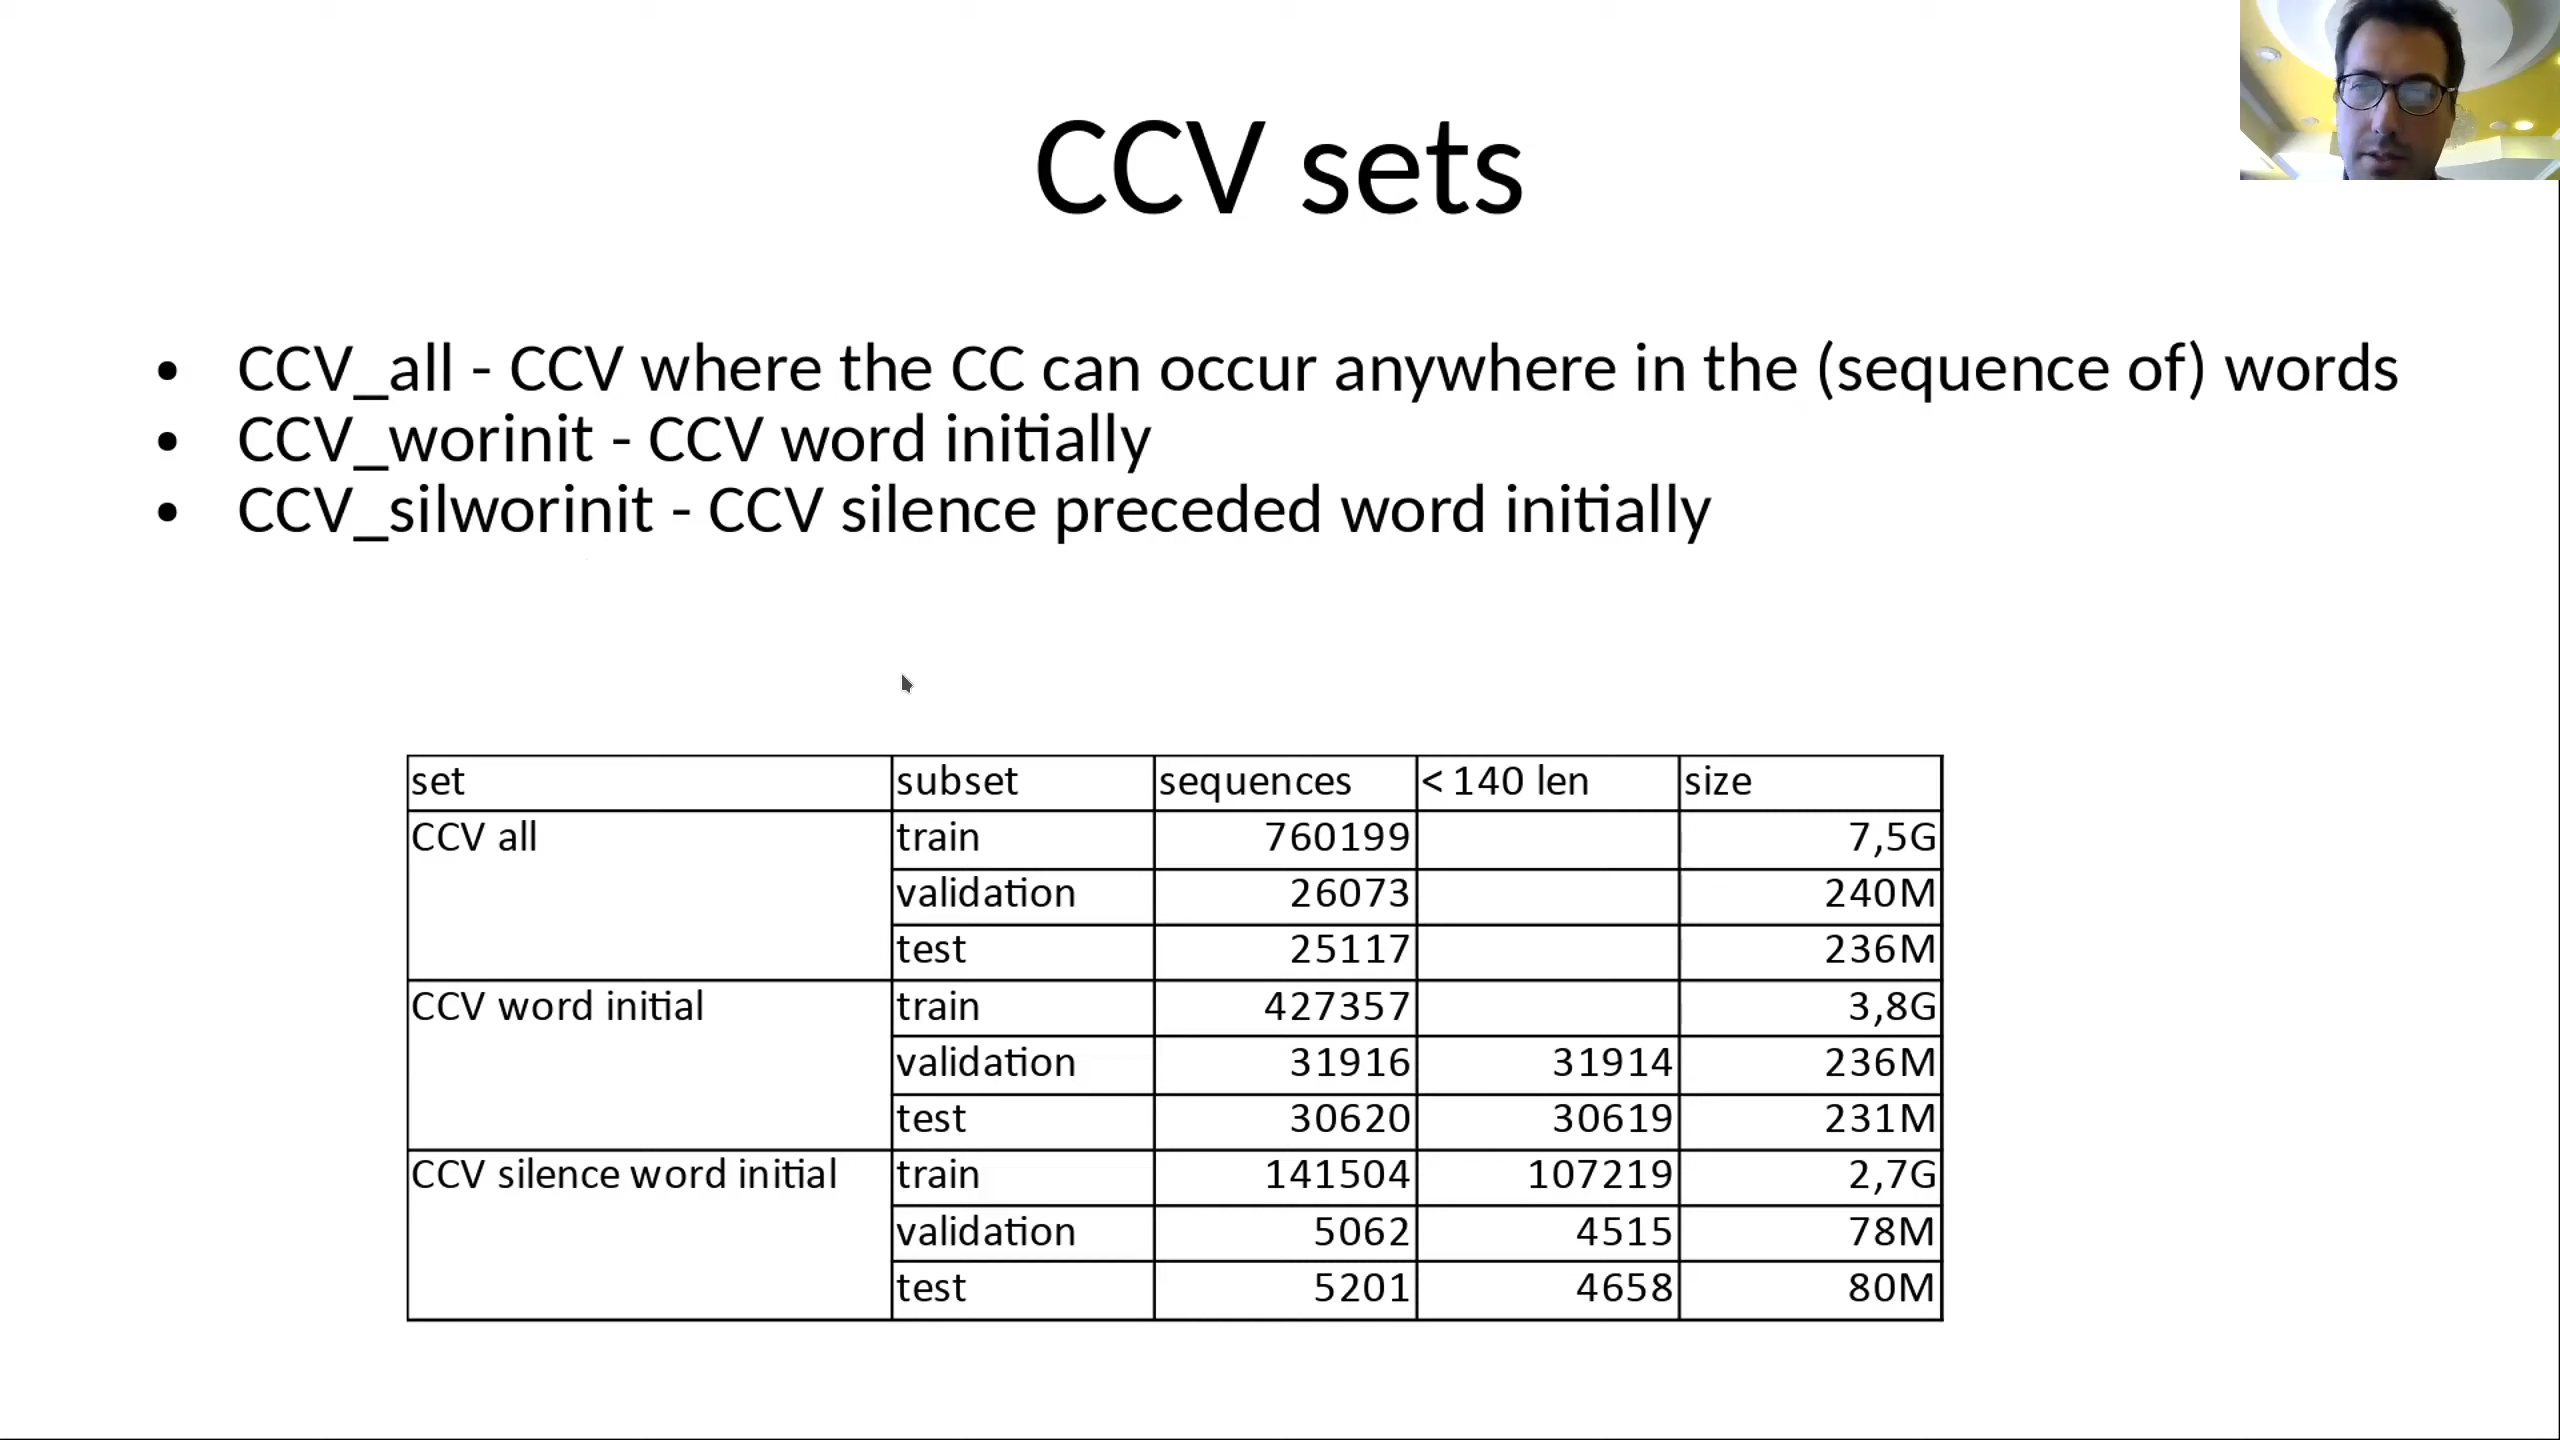 CCV sets
• CCV_all - CCV where the CC can occur anywhere in the (sequence of) words
• CCV_worinit - CCV word initially
• CCV_silworinit - CCV silence preceded word initially
set subset sequences < 140 len size
CCV all train 760199 7,5G
validation 26073 240M
test 25117 236M
CCV word initial train 427357 3,8G
validation 31916 31914 236M
test 30620 30619 231M
CCV silence word initial train 141504 107219 2,7G
validation 5062 4515 78M
test 5201 4658 80M